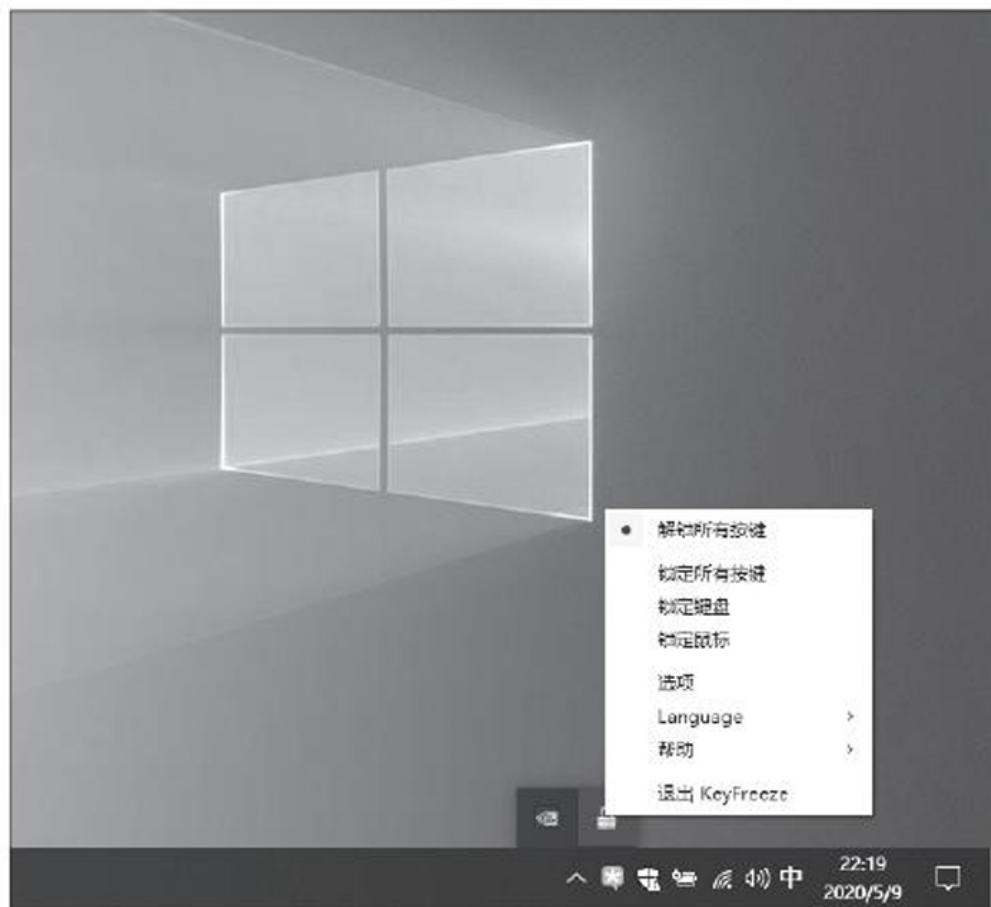 解锁所有按键
锁定所有按键
锁定键盘
锁定鼠标
选项
Language
帮助
退出 KeyFreeze
中
22:19
2020/5/9